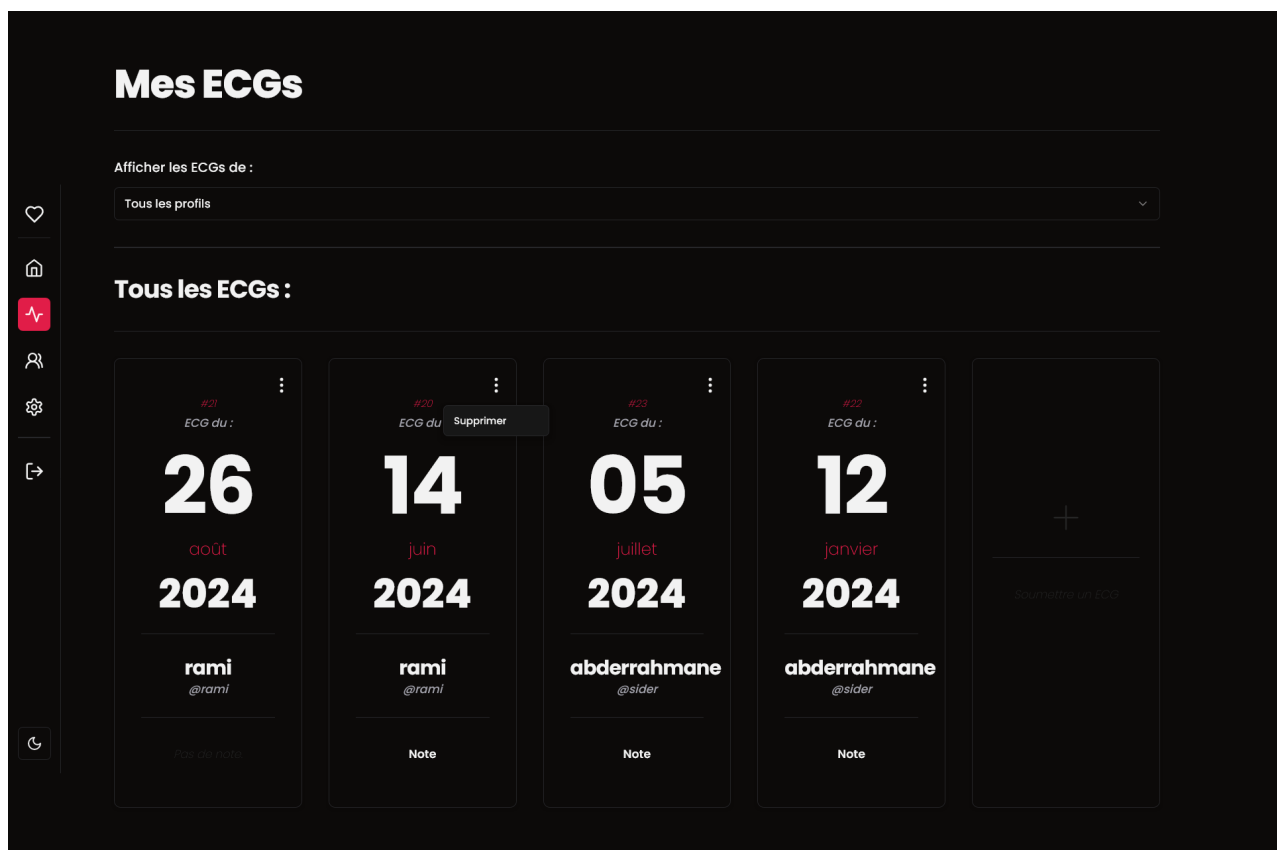 Mes ECGs
Afficher les ECGs de :
Tous les profils
Tous les ECGs :
#21
ECG du :
26
août
2024
rami
@rami
Pas de note
#20
ECG du
Supprimer
14
juin
2024
rami
@rami
Note
#23
ECG du :
05
juillet
2024
abderrahmane
@sider
Note
#22
ECG du :
12
janvier
2024
abderrahmane
@sider
Note
Soumettre un ECG